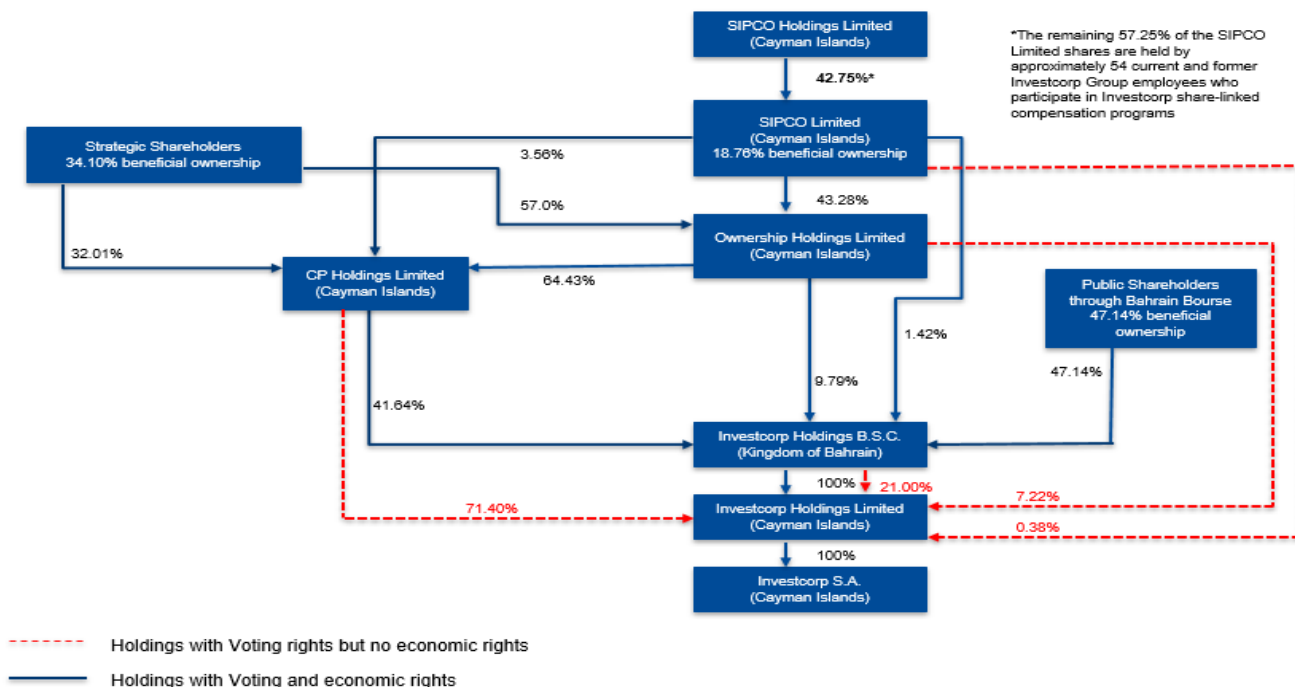 SIPCO Holdings Limited
(Cayman Islands)
*The remaining 57.25% of the SIPCO
Limited shares are held by
approximately 54 current and former
Investcorp Group employees who
participate in Investcorp share-linked
compensation programs
42.75%*
SIPCO Limited
(Cayman Islands)
18.76% beneficial ownership
Strategic Shareholders
34.10% beneficial ownership
3.56%
43.28%
57.0%
Ownership Holdings Limited
(Cayman Islands)
32.01%
CP Holdings Limited
(Cayman Islands)
64.43%
Public Shareholders
through Bahrain Bourse
47.14% beneficial
ownership
1.42%
9.79%
47.14%
41.64%
Investcorp Holdings B.S.C.
(Kingdom of Bahrain)
100%
21.00%
71.40%
Investcorp Holdings Limited
(Cayman Islands)
7.22%
0.38%
100%
Investcorp S.A.
(Cayman Islands)
Holdings with Voting rights but no economic rights
Holdings with Voting and economic rights